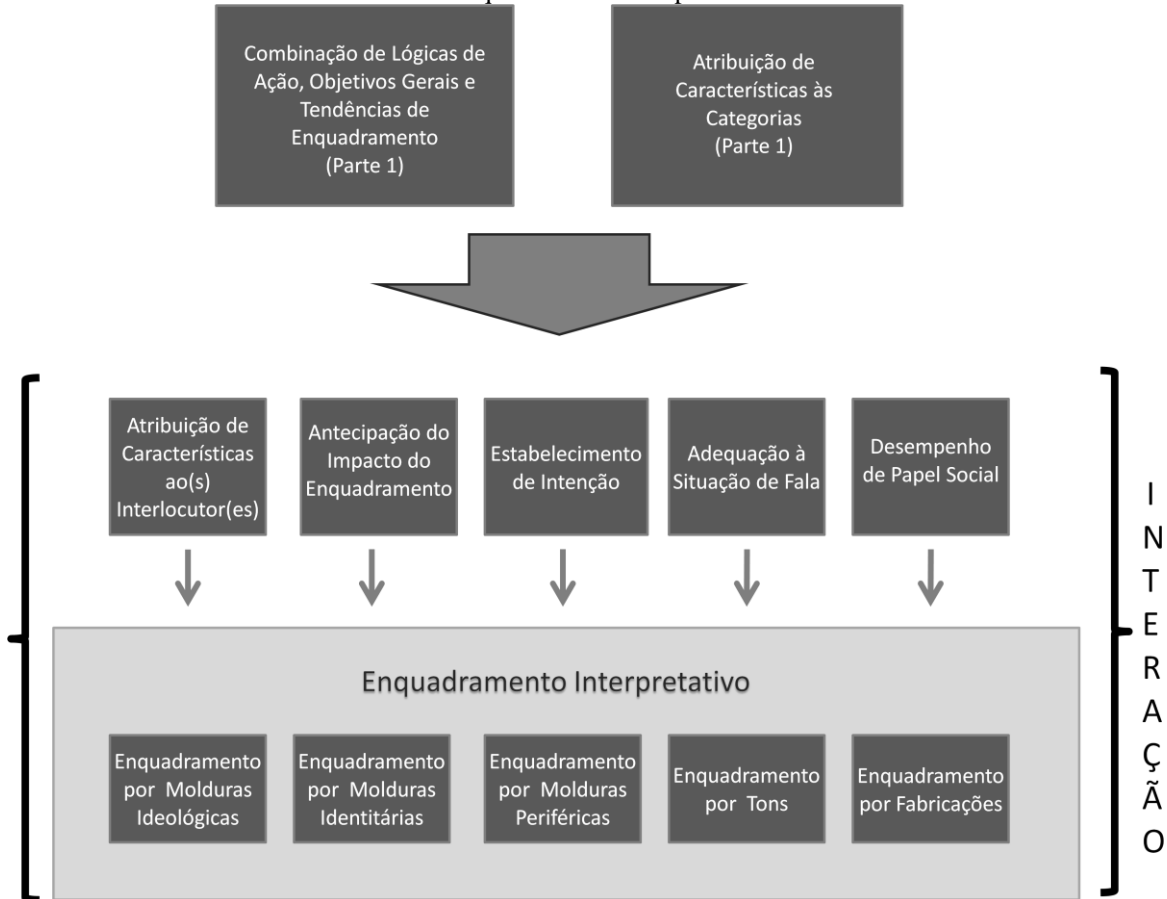 Combinação de Lógicas de
Ação, Objetivos Gerais e
Tendências de
Enquadramento
(Parte 1)
Atribuição de
Características às
Categorias
(Parte 1)
Atribuição de
Características
ao(s)
Interlocutor(es)
Antecipação do
Impacto do
Enquadramento
Estabelecimento
de Intenção
Adequação à
Situação de Fala
Desempenho
de Papel Social
Enquadramento Interpretativo
Enquadramento
por Molduras
Ideológicas
Enquadramento
por Molduras
Identitárias
Enquadramento
por Molduras
Periféricas
Enquadramento
por Tons
Enquadramento
por Fabricações
I
N
T
E
R
A
Ç
Ã
O